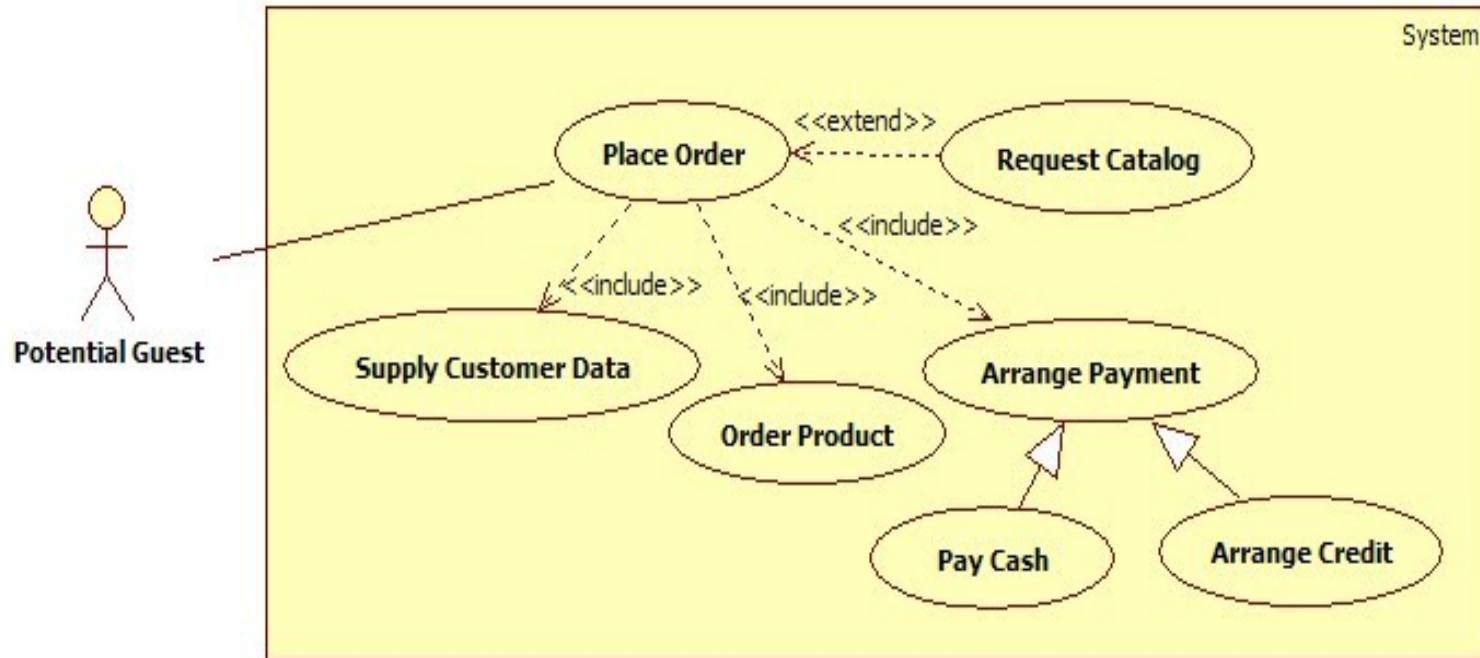 System
<<extend>>
Place Order
Request Catalog
<<include>>
<<include>>
<<include>>
Potential Guest
Supply Customer Data
Arrange Payment
Order Product
Pay Cash
Arrange Credit